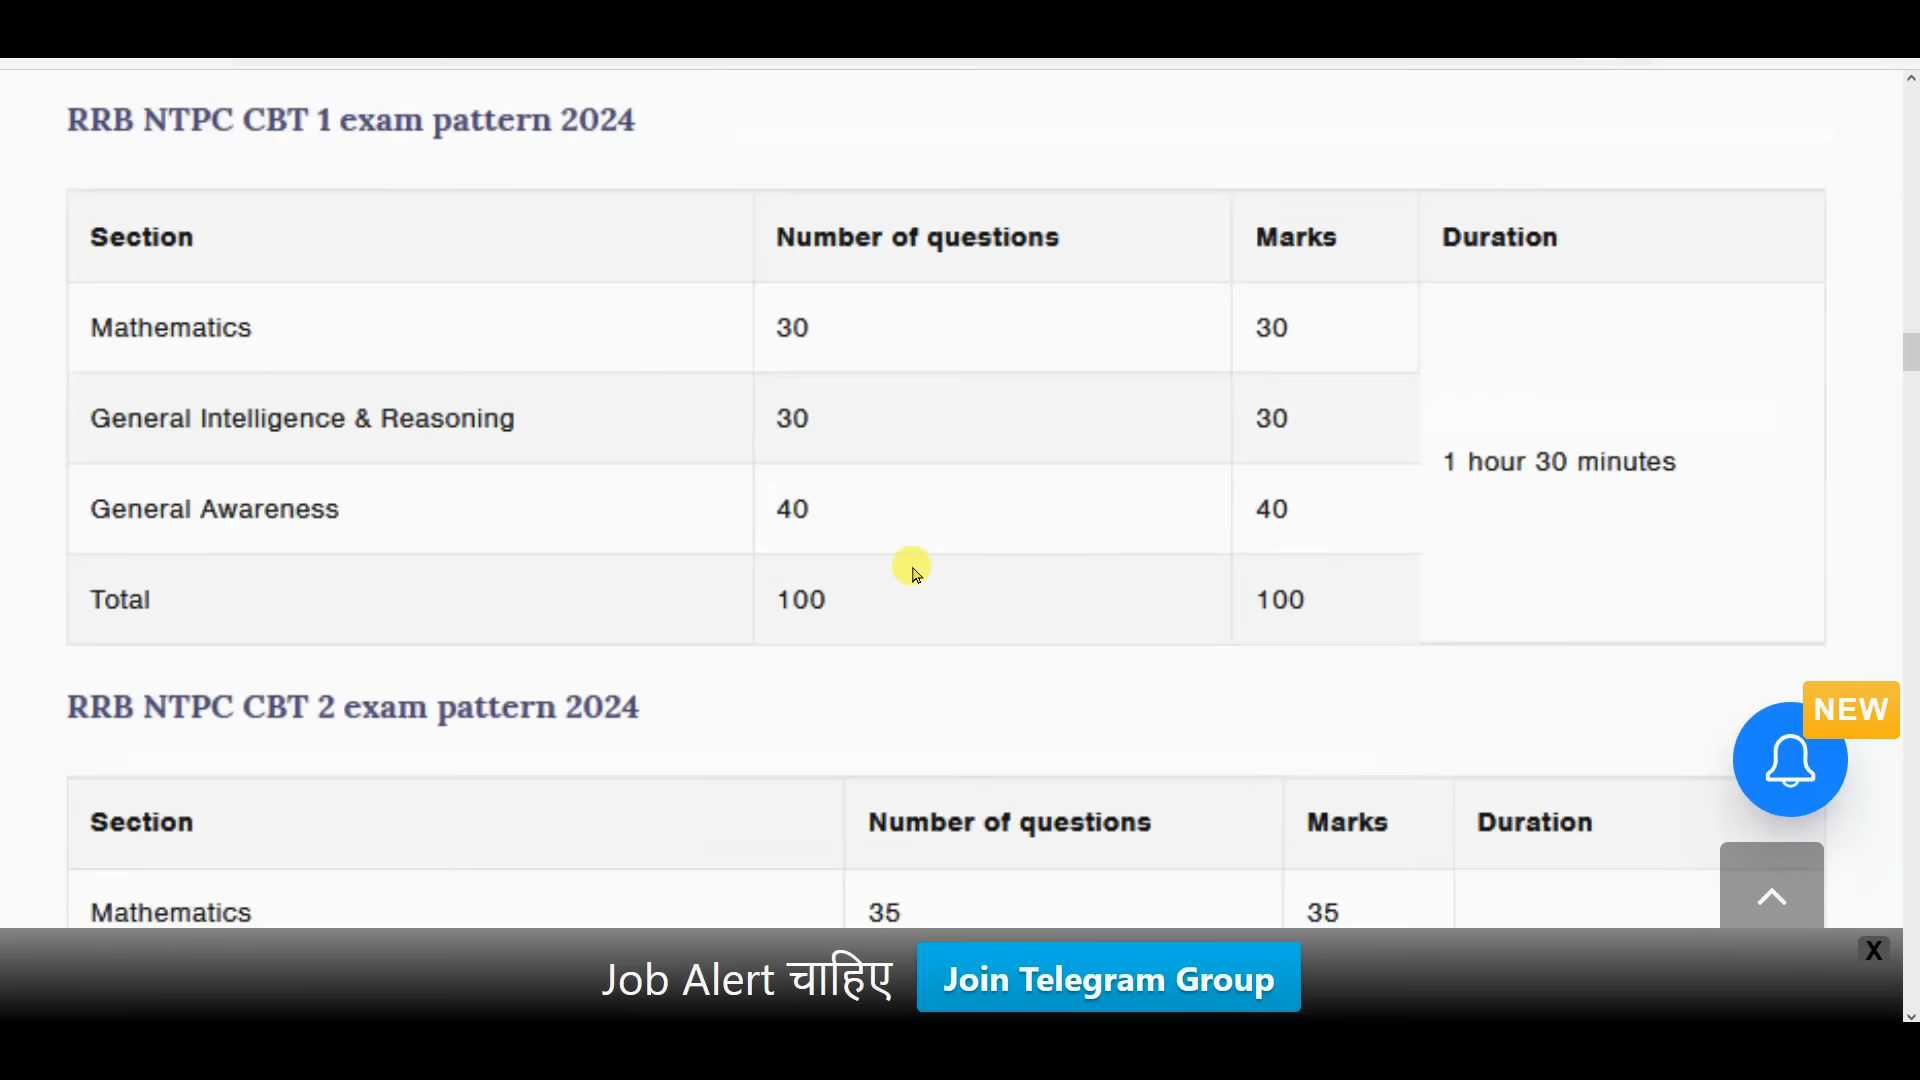 RRB NTPC CBT 1 exam pattern 2024
Section Number of questions Marks Duration
Mathematics 30 30
General Intelligence & Reasoning 30 30
1 hour 30 minutes
General Awareness 40 40
Total 100 100
RRB NTPC CBT 2 exam pattern 2024
NEW
Section Number of questions Marks Duration
Mathematics 35 35
X
Job Alert चाहिए Join Telegram Group